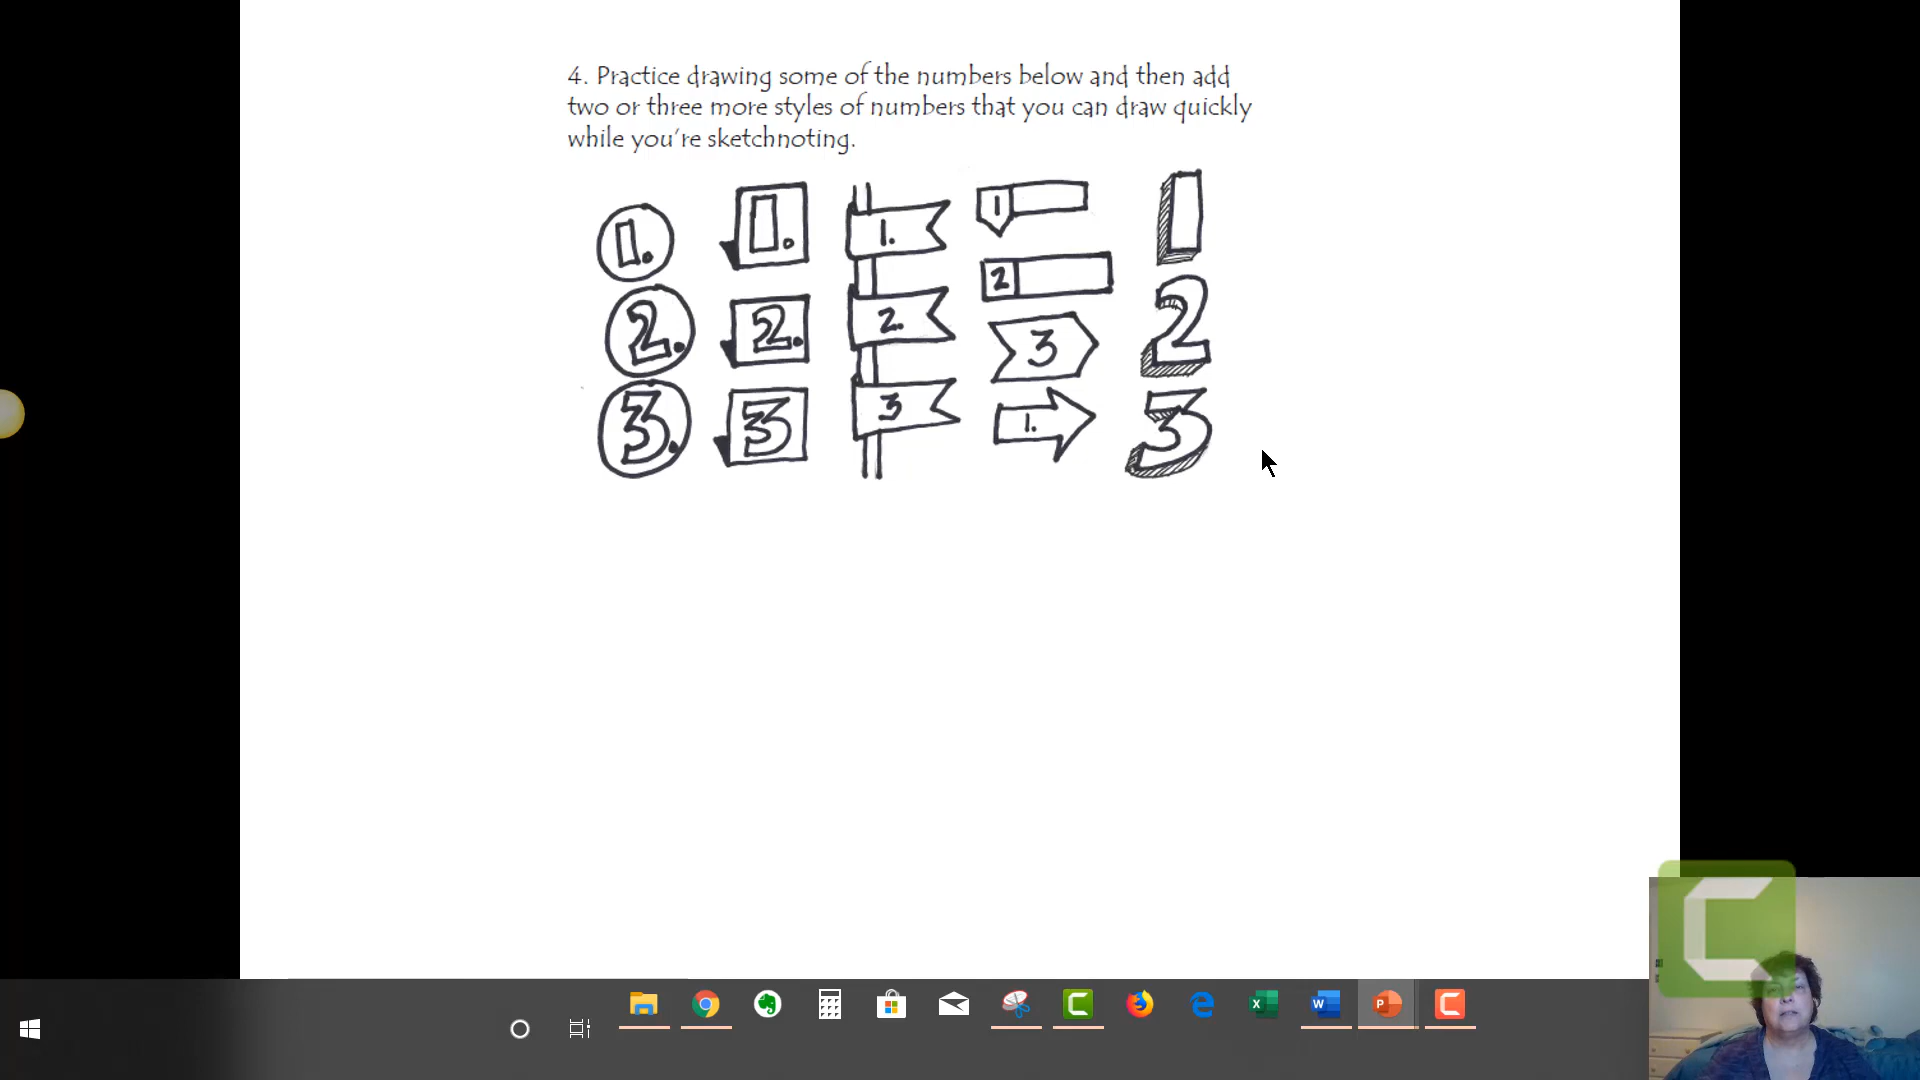 4. Practice drawing some of the numbers below and then add
two or three more styles of numbers that you can draw quickly
while you're sketchnoting.
1. 1. 1. 1 1
2. 2. 2. 2 2
3. 3 3 3 3
1.